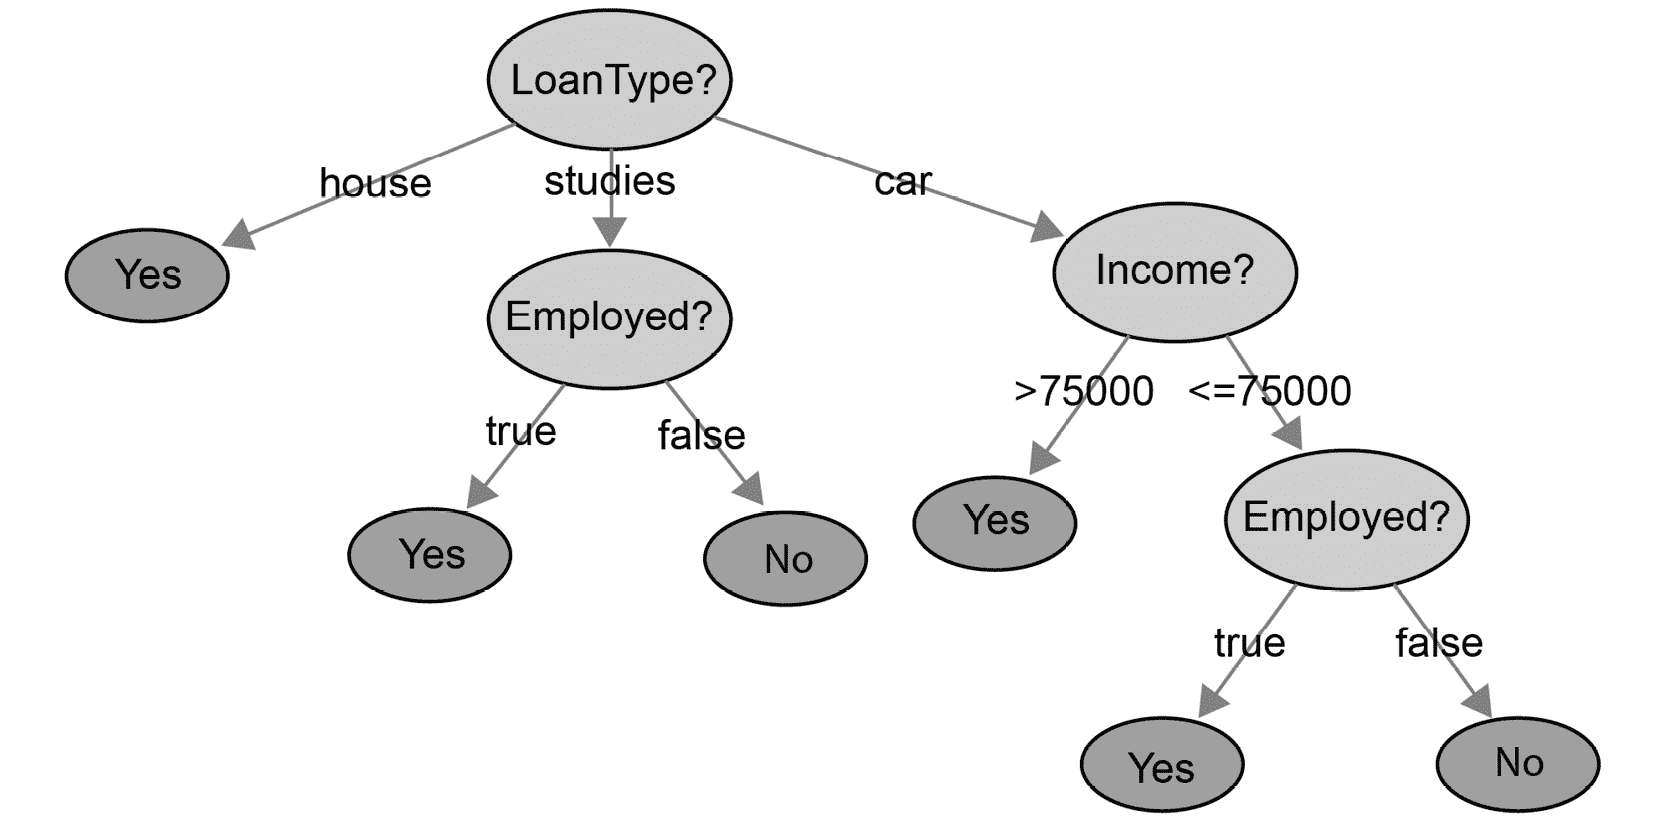 LoanType?
house
studies
car
Yes
Employed?
Income?
true
false
>75000
<=75000
Yes
No
Yes
Employed?
true
false
Yes
No